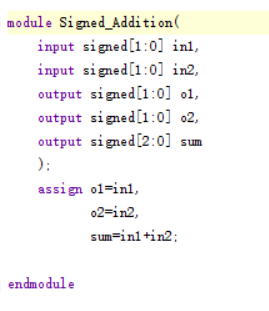 module Signed_Addition(
    input signed[1:0] in1,
    input signed[1:0] in2,
    output signed[1:0] o1,
    output signed[1:0] o2,
    output signed[2:0] sum
    );
    assign o1=in1,
           o2=in2,
           sum=in1+in2;
endmodule